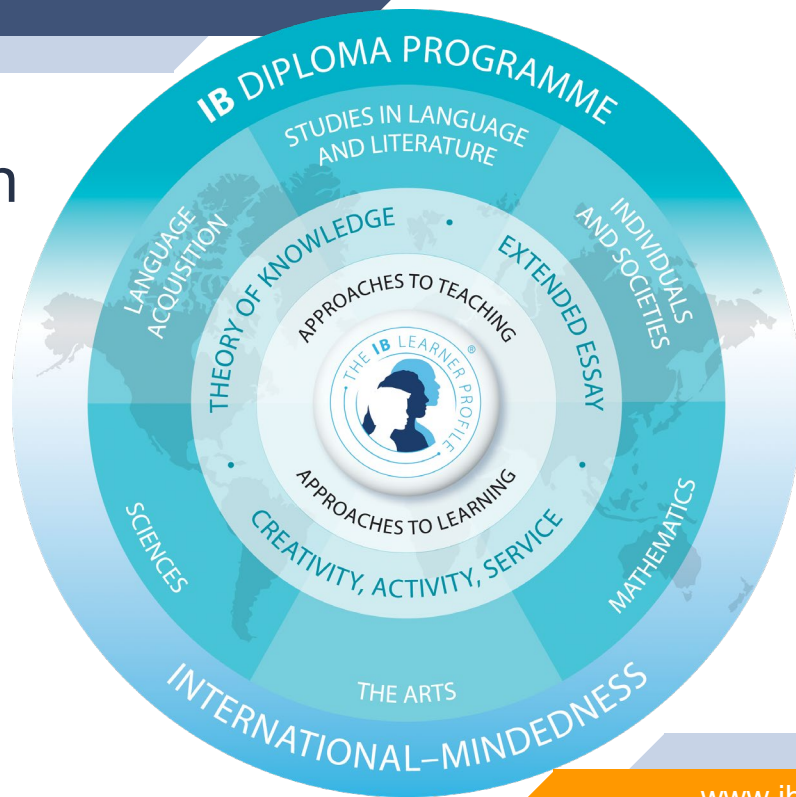 IB DIPLOMA PROGRAMME
STUDIES IN LANGUAGE
AND LITERATURE
LANGUAGE
ACQUISITION
INDIVIDUALS
AND SOCIETIES
THEORY OF KNOWLEDGE
•
EXTENDED ESSAY
APPROACHES TO TEACHING
THE IB LEARNER PROFILE ®
APPROACHES TO LEARNING
•
•
CREATIVITY, ACTIVITY, SERVICE
SCIENCES
MATHEMATICS
THE ARTS
INTERNATIONAL–MINDEDNESS